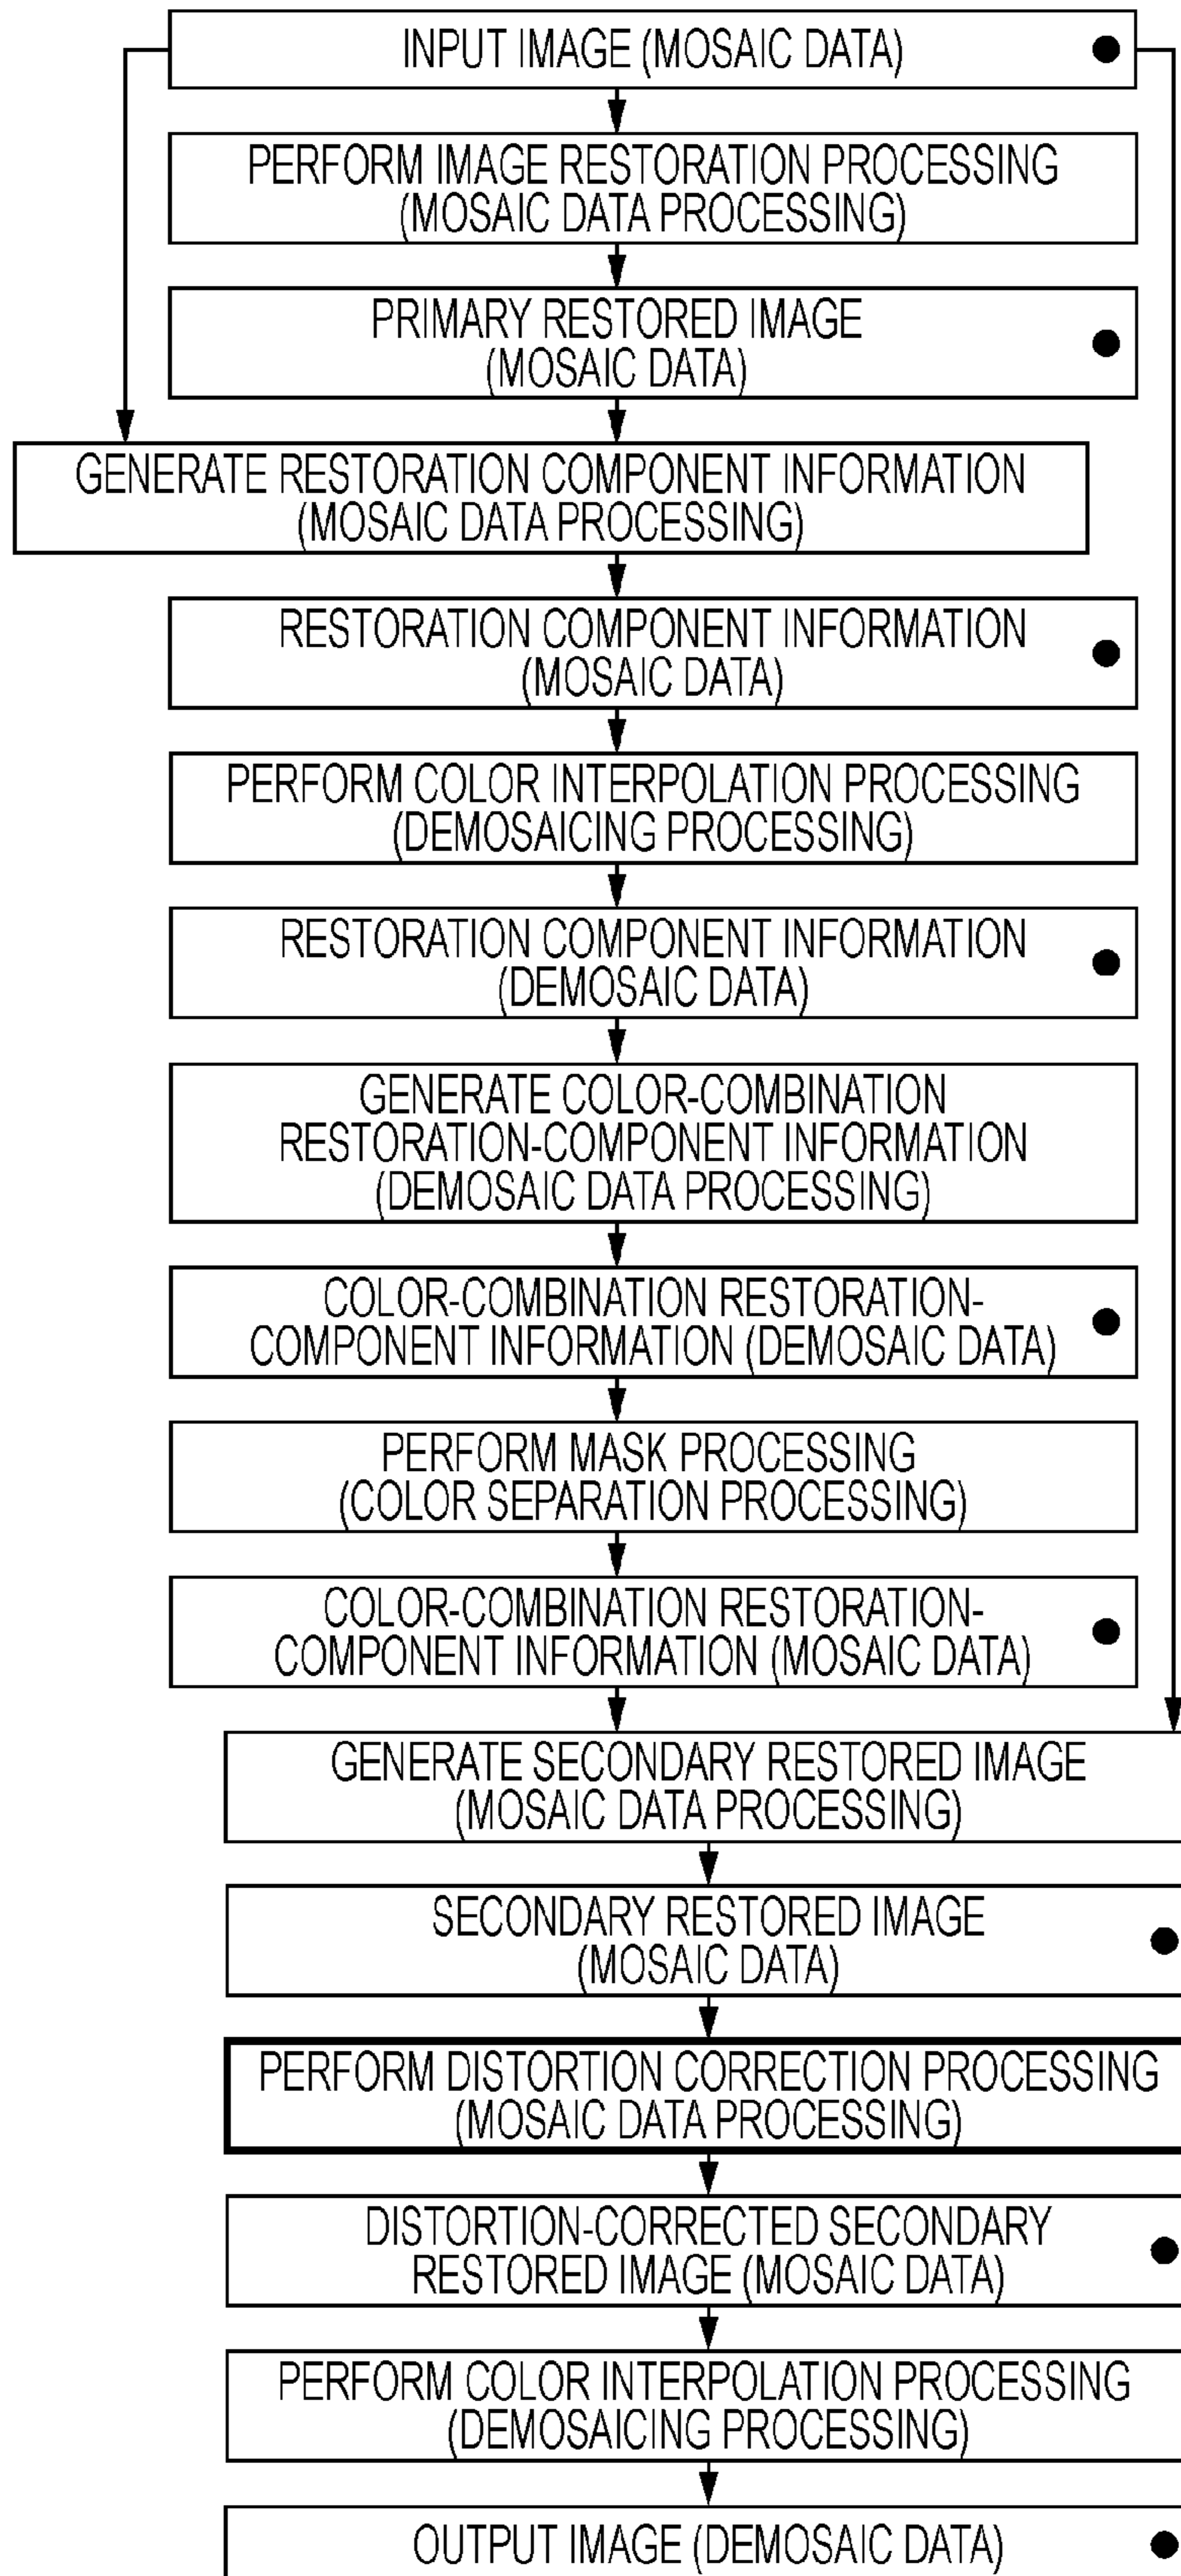 INPUT IMAGE (MOSAIC DATA)
PERFORM IMAGE RESTORATION PROCESSING
(MOSAIC DATA PROCESSING)
PRIMARY RESTORED IMAGE
(MOSAIC DATA)
GENERATE RESTORATION COMPONENT INFORMATION
(MOSAIC DATA PROCESSING)
RESTORATION COMPONENT INFORMATION
(MOSAIC DATA)
PERFORM COLOR INTERPOLATION PROCESSING
(DEMOSAICING PROCESSING)
RESTORATION COMPONENT INFORMATION
(DEMOSAIC DATA)
GENERATE COLOR-COMBINATION
RESTORATION-COMPONENT INFORMATION
(DEMOSAIC DATA PROCESSING)
COLOR-COMBINATION RESTORATION-
COMPONENT INFORMATION (DEMOSAIC DATA)
PERFORM MASK PROCESSING
(COLOR SEPARATION PROCESSING)
COLOR-COMBINATION RESTORATION-
COMPONENT INFORMATION (MOSAIC DATA)
GENERATE SECONDARY RESTORED IMAGE
(MOSAIC DATA PROCESSING)
SECONDARY RESTORED IMAGE
(MOSAIC DATA)
PERFORM DISTORTION CORRECTION PROCESSING
(MOSAIC DATA PROCESSING)
DISTORTION-CORRECTED SECONDARY
RESTORED IMAGE (MOSAIC DATA)
PERFORM COLOR INTERPOLATION PROCESSING
(DEMOSAICING PROCESSING)
OUTPUT IMAGE (DEMOSAIC DATA)